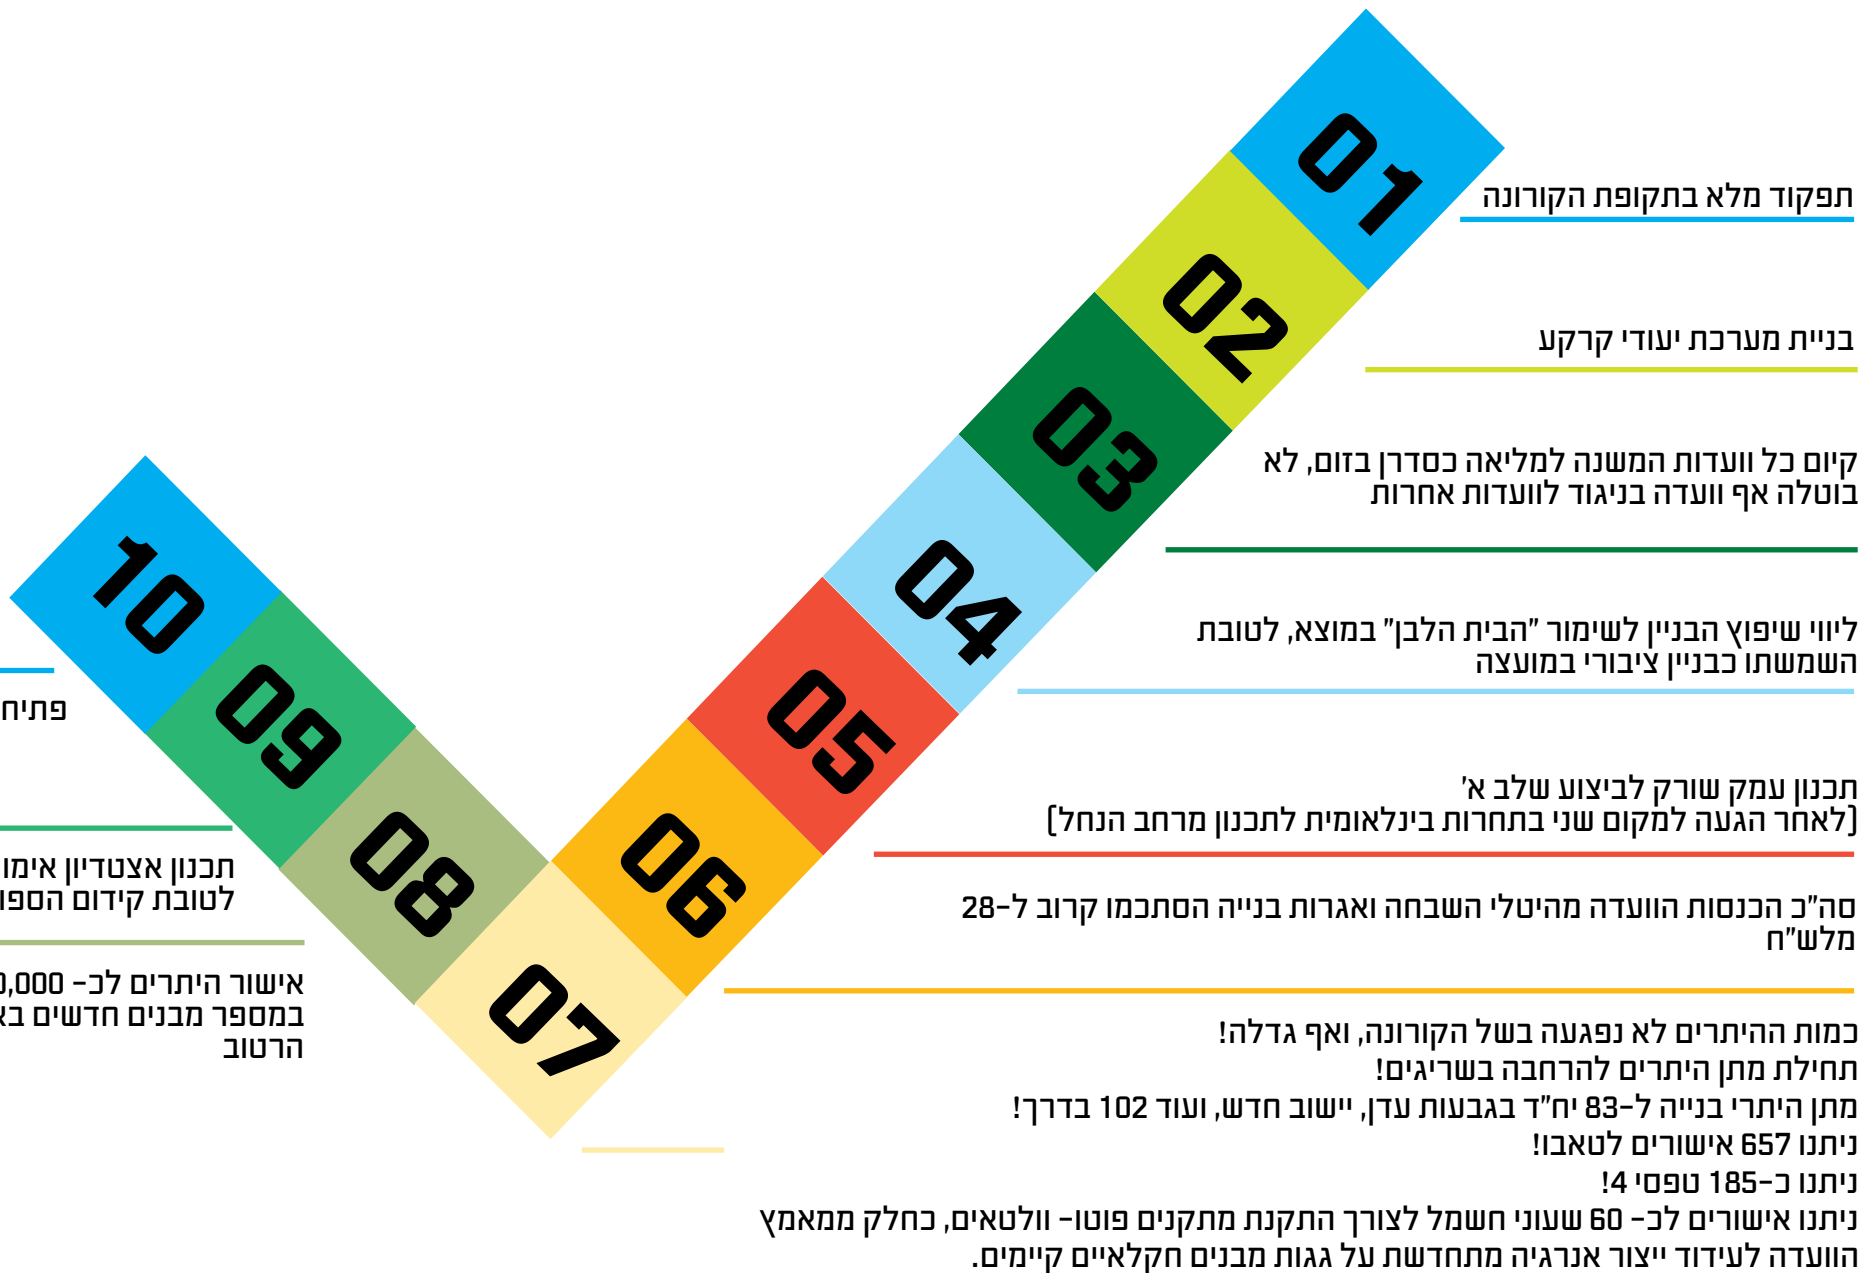 01
תפקוד מלא בתקופת הקורונה
02
בניית מערכת יעודי קרקע
03
קיום כל וועדות המשנה למליאה כסדרן בזום, לא
בוטלה אף וועדה בניגוד לוועדות אחרות
04
ליווי שיפוץ הבניין לשימור "הבית הלבן" במוצא, לטובת
השמשתו כבניין ציבורי במועצה
05
תכנון עמק שורק לביצוע שלב א'
(לאחר הגעה למקום שני בתחרות בינלאומית לתכנון מרחב הנחל)
06
סה"כ הכנסות הוועדה מהיטלי השבחה ואגרות בנייה הסתכמו קרוב ל-28
מלש"ח
07
כמות ההיתרים לא נפגעה בשל הקורונה, ואף גדלה!
תחילת מתן היתרים להרחבה בשריגים!
מתן היתרי בנייה ל-83 יח"ד בגבעות עדן, יישוב חדש, ועוד 102 בדרך!
ניתנו 657 אישורים לטאבו!
ניתנו כ-185 טפסי 4!
ניתנו אישורים לכ- 60 שעוני חשמל לצורך התקנת מתקנים פוטו- וולטאים, כחלק ממאמץ
הוועדה לעידוד ייצור אנרגיה מתחדשת על גגות מבנים חקלאיים קיימים.
08
אישור היתרים לכ-
במספר מבנים חדשים
הרטוב
09
תכנון אצטדיון
לטובת קידום
10